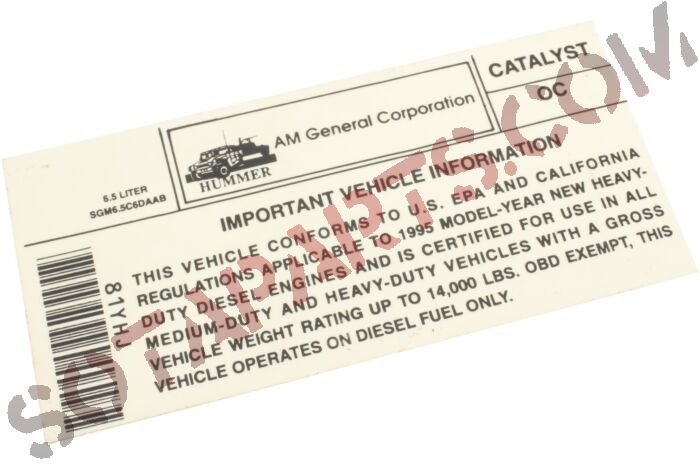 CATALYST
OC
AM General Corporation
HUMMER
6.5 LITER
SGM6.5C6DAAB
IMPORTANT VEHICLE INFORMATION
THIS VEHICLE CONFORMS TO U.S. EPA AND CALIFORNIA
REGULATIONS APPLICABLE TO 1995 MODEL-YEAR NEW HEAVY-
DUTY DIESEL ENGINES AND IS CERTIFIED FOR USE IN ALL
MEDIUM-DUTY AND HEAVY-DUTY VEHICLES WITH A GROSS
VEHICLE WEIGHT RATING UP TO 14,000 LBS. OBD EXEMPT, THIS
VEHICLE OPERATES ON DIESEL FUEL ONLY.
81YHJ
SOTAPARTS.COM